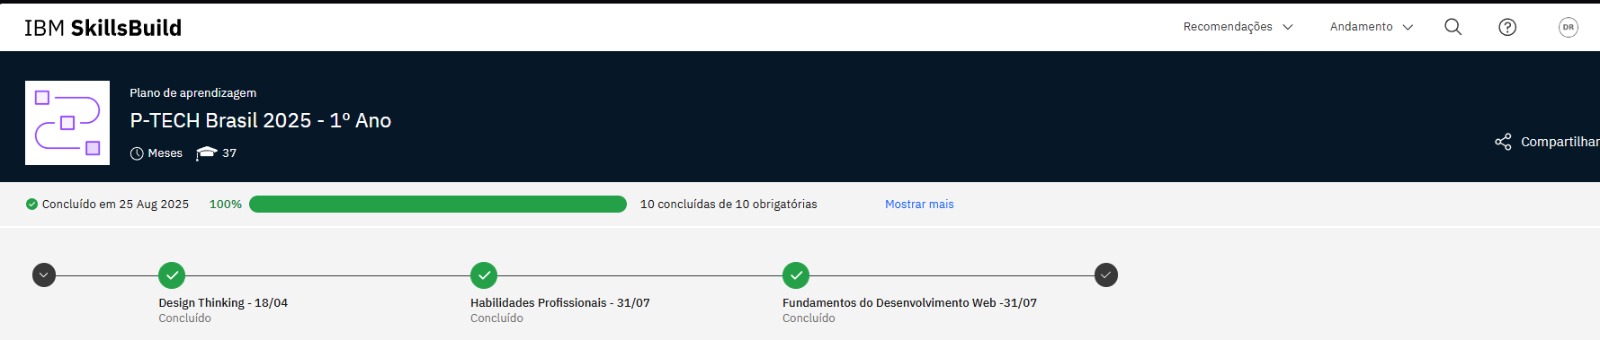 IBM SkillsBuild
Recomendações
Andamento
DR
Plano de aprendizagem
P-TECH Brasil 2025 - 1º Ano
Meses 37
Compartilhar
Concluído em 25 Aug 2025 100% 10 concluídas de 10 obrigatórias Mostrar mais
Design Thinking - 18/04
Concluído
Habilidades Profissionais - 31/07
Concluído
Fundamentos do Desenvolvimento Web -31/07
Concluído